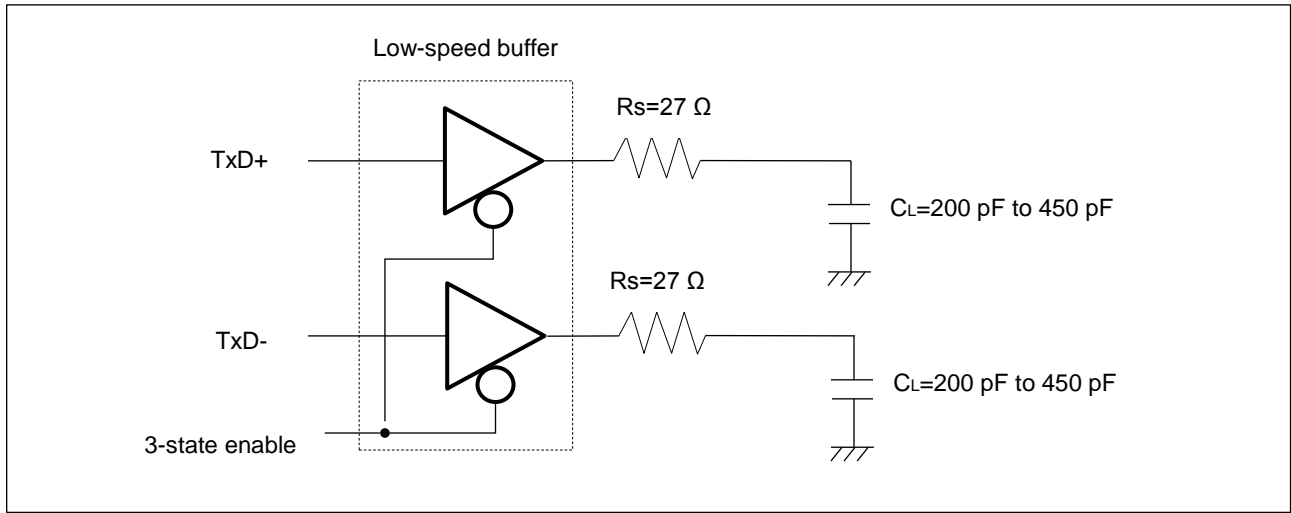 Low-speed buffer
Rs=27 Ω
TxD+
CL=200 pF to 450 pF
Rs=27 Ω
TxD-
CL=200 pF to 450 pF
3-state enable